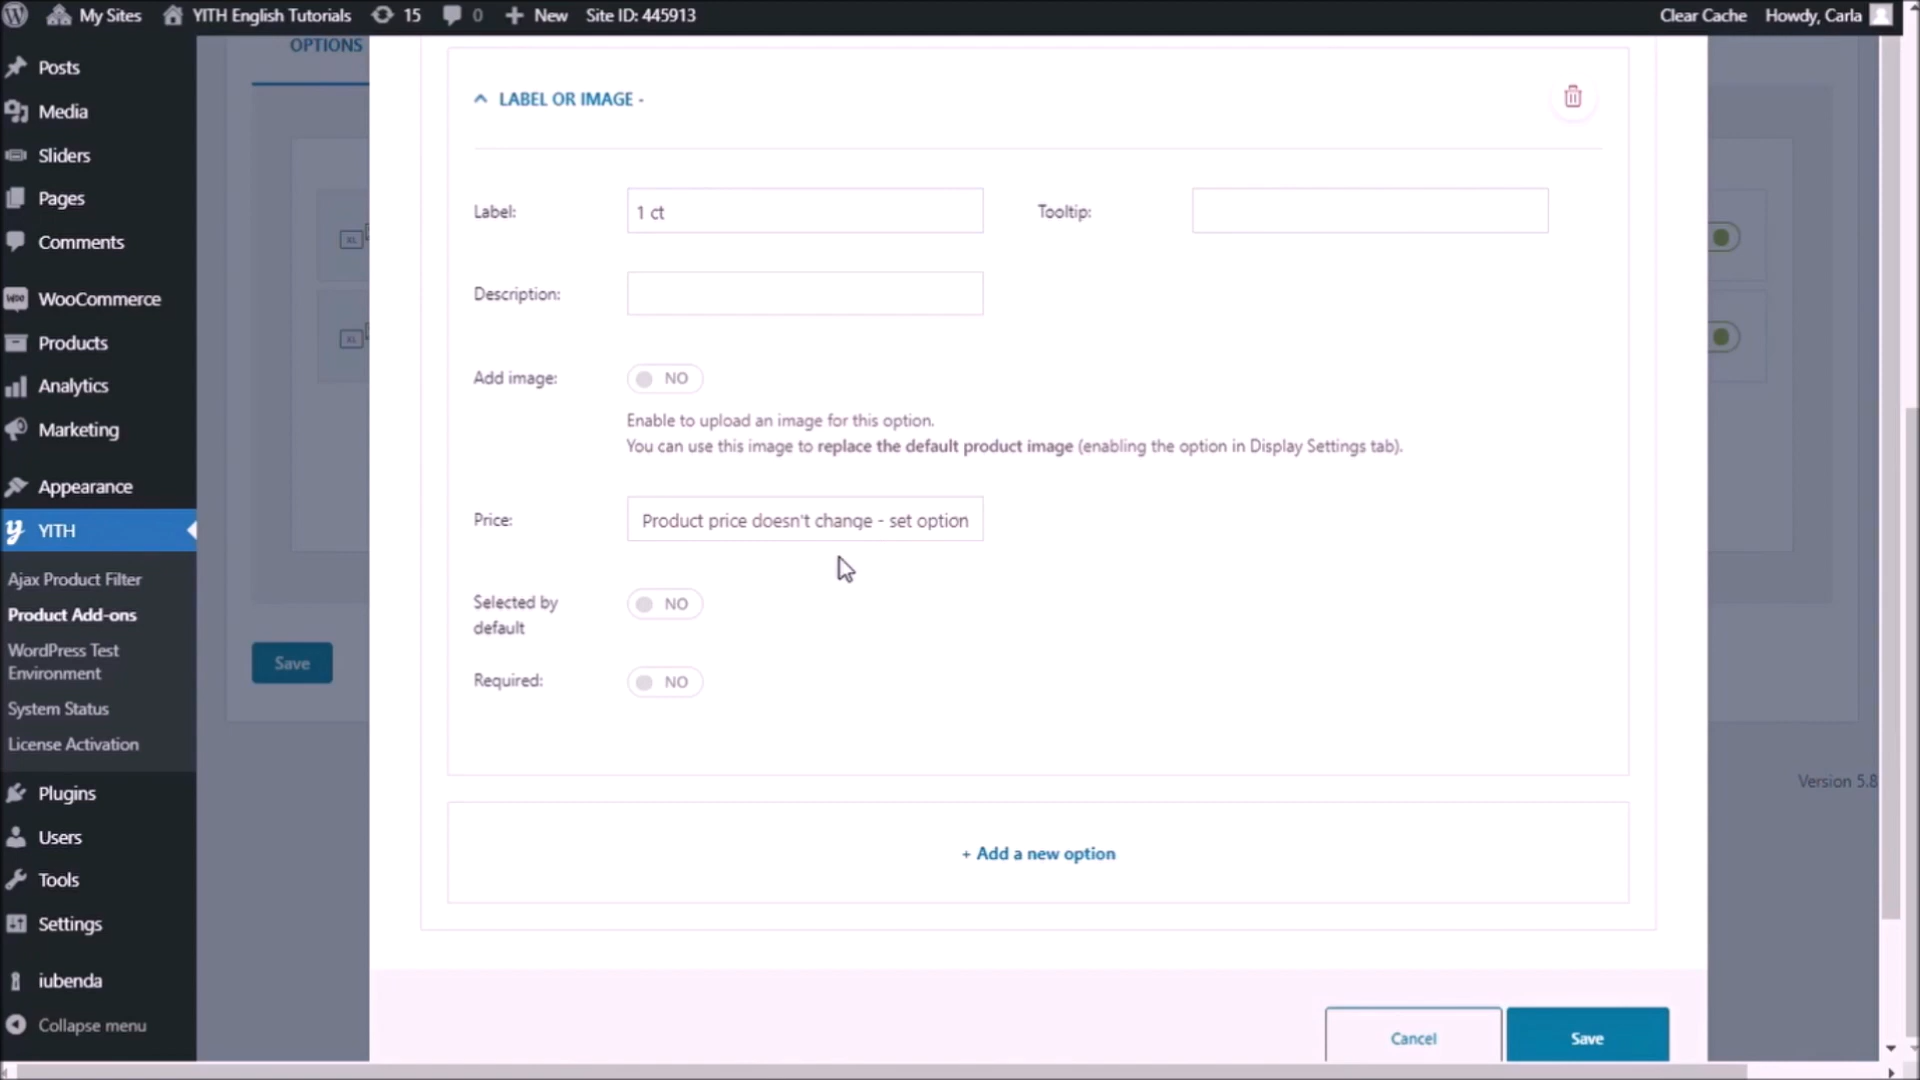 My Sites
YITH English Tutorials
15
0
New
Site ID: 445913
Clear Cache
Howdy, Carla
Posts
Media
Sliders
Pages
Comments
WooCommerce
Products
Analytics
Marketing
Appearance
YITH
Ajax Product Filter
Product Add-ons
WordPress Test
Environment
System Status
License Activation
Plugins
Users
Tools
Settings
iubenda
Collapse menu
OPTIONS
XL
XL
Save
LABEL OR IMAGE -
Label:
1 ct
Tooltip:
Description:
Add image:
NO
Enable to upload an image for this option.
You can use this image to replace the default product image (enabling the option in Display Settings tab).
Price:
Product price doesn't change - set option
Selected by
default
NO
Required:
NO
+ Add a new option
Cancel
Save
Version 5.8